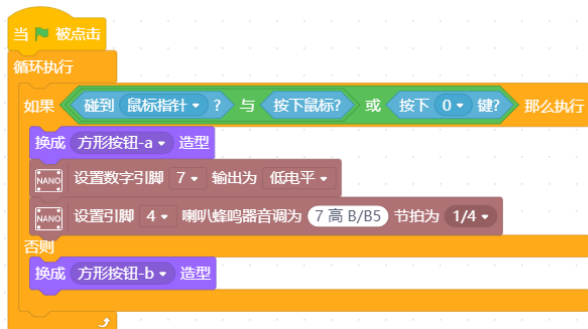 当 被点击
循环执行
如果 碰到 鼠标指针 ? 与 按下鼠标? 或 按下 0 键? 那么执行
换成 方形按钮-a 造型
NANO 设置数字引脚 7 输出为 低电平
NANO 设置引脚 4 喇叭蜂鸣器音调为 7 高 B/B5 节拍为 1/4
否则
换成 方形按钮-b 造型